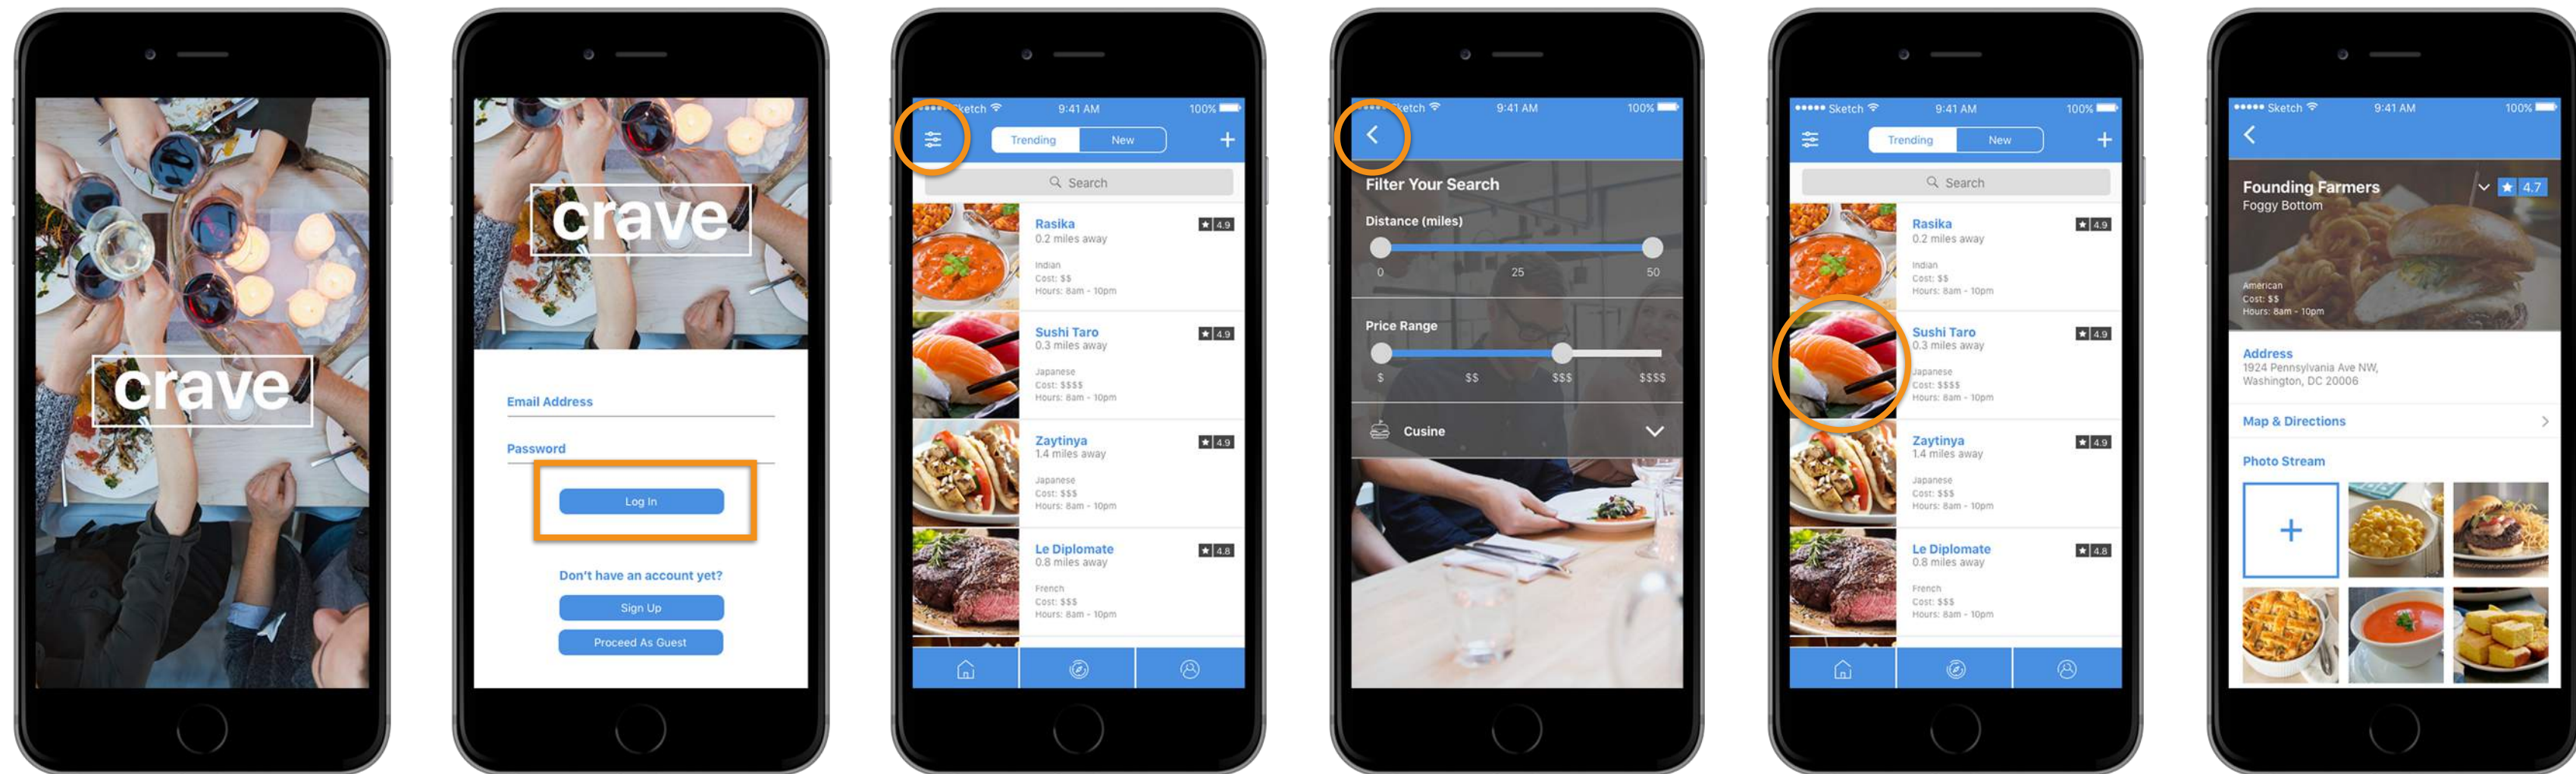 crave
crave
Email Address
Password
Log In
Don't have an account yet?
Sign Up
Proceed As Guest
Sketch 9:41 AM 100%
Trending New
Search
Rasika
4.9
0.2 miles away
Indian
Cost: $$
Hours: 8am - 10pm
Sushi Taro
4.9
0.3 miles away
Japanese
Cost: $$$$
Hours: 8am - 10pm
Zaytinya
4.9
1.4 miles away
Japanese
Cost: $$$
Hours: 8am - 10pm
Le Diplomate
4.8
0.8 miles away
French
Cost: $$$
Hours: 8am - 10pm
Sketch 9:41 AM 100%
Filter Your Search
Distance (miles)
0 25 50
Price Range
$ $$ $$$ $$$$
Cusine
Sketch 9:41 AM 100%
Trending New
Search
Rasika
4.9
0.2 miles away
Indian
Cost: $$
Hours: 8am - 10pm
Sushi Taro
4.9
0.3 miles away
Japanese
Cost: $$$$
Hours: 8am - 10pm
Zaytinya
4.9
1.4 miles away
Japanese
Cost: $$$
Hours: 8am - 10pm
Le Diplomate
4.8
0.8 miles away
French
Cost: $$$
Hours: 8am - 10pm
Sketch 9:41 AM 100%
Founding Farmers
4.7
Foggy Bottom
American
Cost: $$
Hours: 8am - 10pm
Address
1924 Pennsylvania Ave NW,
Washington, DC 20006
Map & Directions
Photo Stream